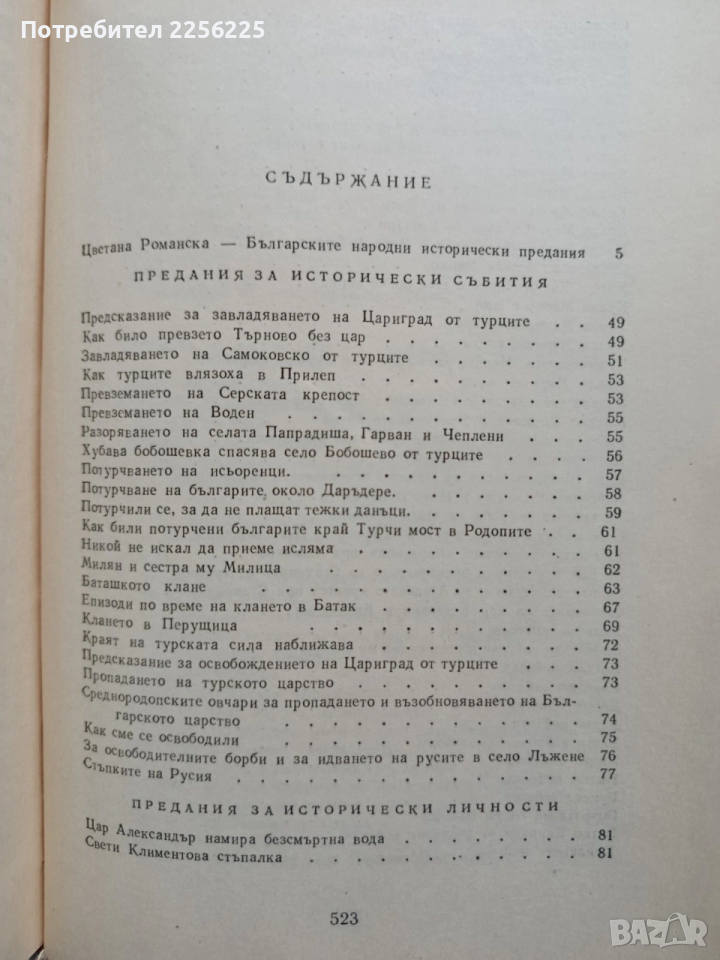 Потребител 2256225
СЪДЪРЖАНИЕ
Цветана Романска — Българските народни исторически предания 5
ПРЕДАНИЯ ЗА ИСТОРИЧЕСКИ СЪБИТИЯ
Предсказание за завладяването на Цариград от турците . . 49
Как било превзето Търново без цар . . . . . . . . 49
Завладяването на Самоковско от турците . . . . . . 51
Как турците влязоха в Прилеп . . . . . . . . . 53
Превземането на Серската крепост . . . . . . . . 53
Превземането на Воден . . . . . . . . . . . 55
Разоряването на селата Папрадиша, Гарван и Чеплени . . . 55
Хубава бобошевка спасява село Бобошево от турците . . . . 56
Потурчването на исьоренци. . . . . . . . . . 57
Потурчване на българите около Даръдере. . . . . . . 58
Потурчили се, за да не плащат тежки данъци. . . . . . 59
Как били потурчени българите край Турчи мост в Родопите . . 61
Никой не искал да приеме исляма . . . . . . . . 61
Милян и сестра му Милица . . . . . . . . . . 62
Баташкото клане . . . . . . . . . . . . 63
Епизоди по време на клането в Батак . . . . . . . 67
Клането в Перущица . . . . . . . . . . . 69
Краят на турската сила наближава . . . . . . . . 72
Предсказание за освобождението на Цариград от турците . . . 73
Пропадането на турското царство . . . . . . . . 73
Среднородопските овчари за пропадането и възобновяването на Бъл-
гарското царство . . . . . . . . . . 74
Как сме се освободили . . . . . . . . . . 75
За освободителните борби и за идването на русите в село Лъжене 76
Стъпките на Русия . . . . . . . . . . . . 77
ПРЕДАНИЯ ЗА ИСТОРИЧЕСКИ ЛИЧНОСТИ
Цар Александър намира безсмъртна вода . . . . . . 81
Свети Климентова стъпалка . . . . . . . . . 81
523
BAZAR